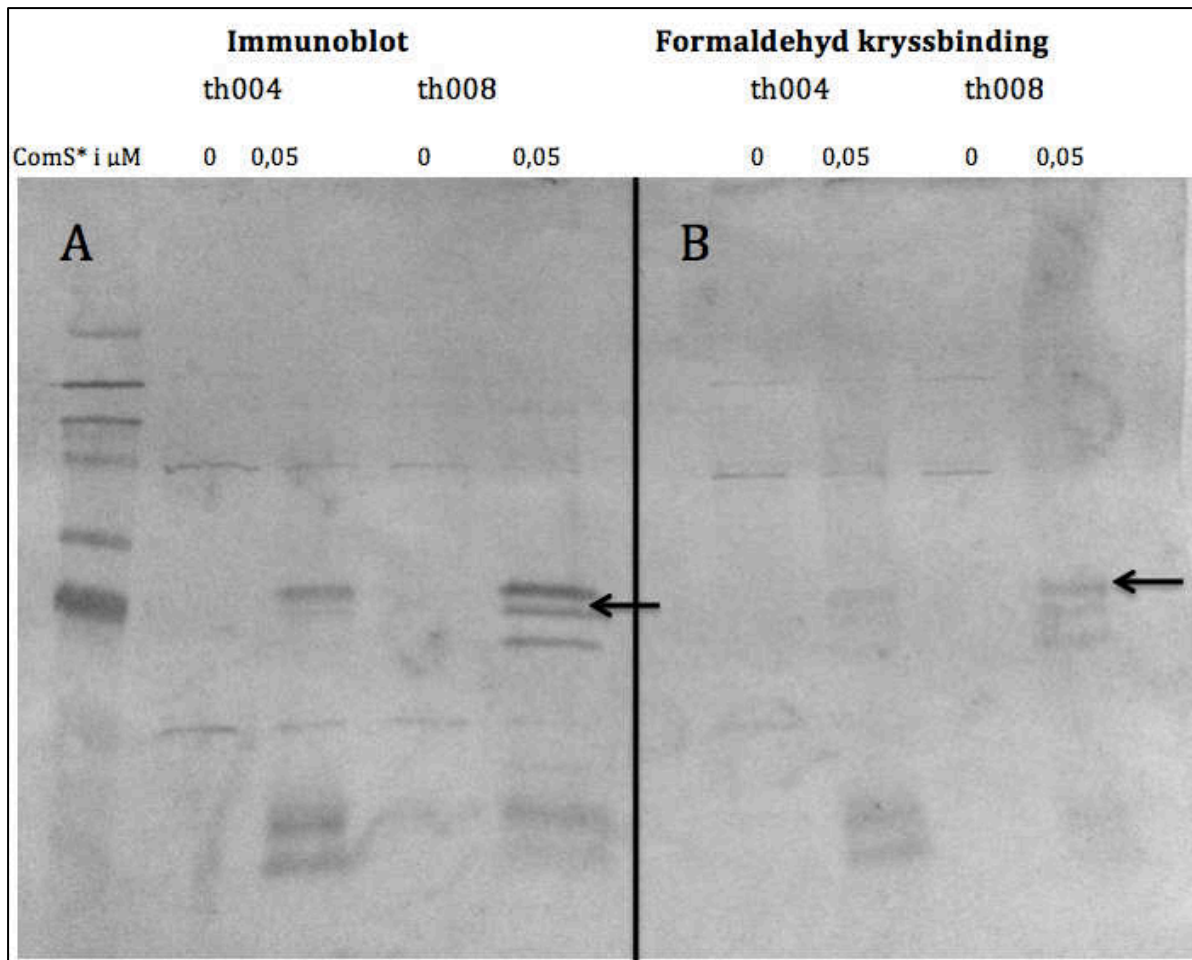 Immunoblot Formaldehyd kryssbinding
th004 th008 th004 th008
ComS* i µM 0 0,05 0 0,05 0 0,05 0 0,05
A B